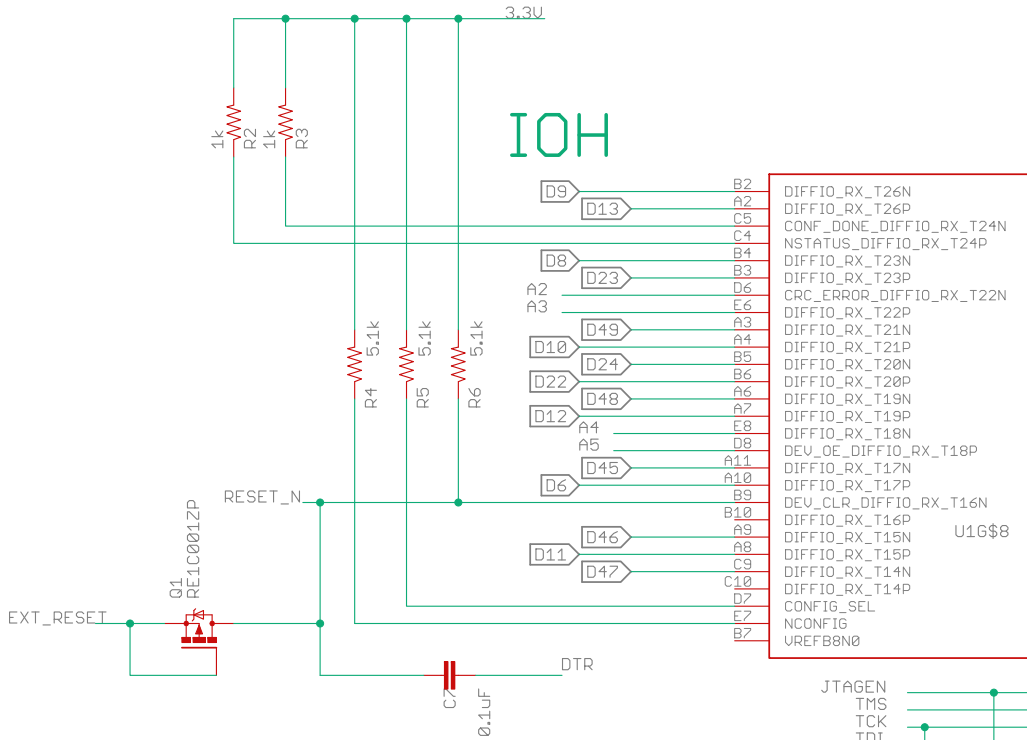 3.3V
1k
R2
1k
R3
IOH
D9 B2 DIFFIO_RX_T26N
D13 A2 DIFFIO_RX_T26P
C5 CONF_DONE_DIFFIO_RX_T24N
C4 NSTATUS_DIFFIO_RX_T24P
D8 B4 DIFFIO_RX_T23N
D23 B3 DIFFIO_RX_T23P
A2 D6 CRC_ERROR_DIFFIO_RX_T22N
A3 E6 DIFFIO_RX_T22P
D49 A3 DIFFIO_RX_T21N
D10 A4 DIFFIO_RX_T21P
D24 B5 DIFFIO_RX_T20N
D22 B6 DIFFIO_RX_T20P
D48 A6 DIFFIO_RX_T19N
D12 A7 DIFFIO_RX_T19P
A4 E8 DIFFIO_RX_T18N
A5 D8 DEV_OE_DIFFIO_RX_T18P
D45 A11 DIFFIO_RX_T17N
D6 A10 DIFFIO_RX_T17P
B9 DEV_CLR_DIFFIO_RX_T16N
B10 DIFFIO_RX_T16P
D46 A9 DIFFIO_RX_T15N
D11 A8 DIFFIO_RX_T15P
D47 C9 DIFFIO_RX_T14N
C10 DIFFIO_RX_T14P
D7 CONFIG_SEL
E7 NCONFIG
B7 VREFB8N0
U1G$8
5.1k
R4
5.1k
R5
5.1k
R6
RESET_N
Q1
RE1C001ZP
EXT_RESET
C7
0.1uF
DTR
JTAGEN
TMS
TCK
TDI